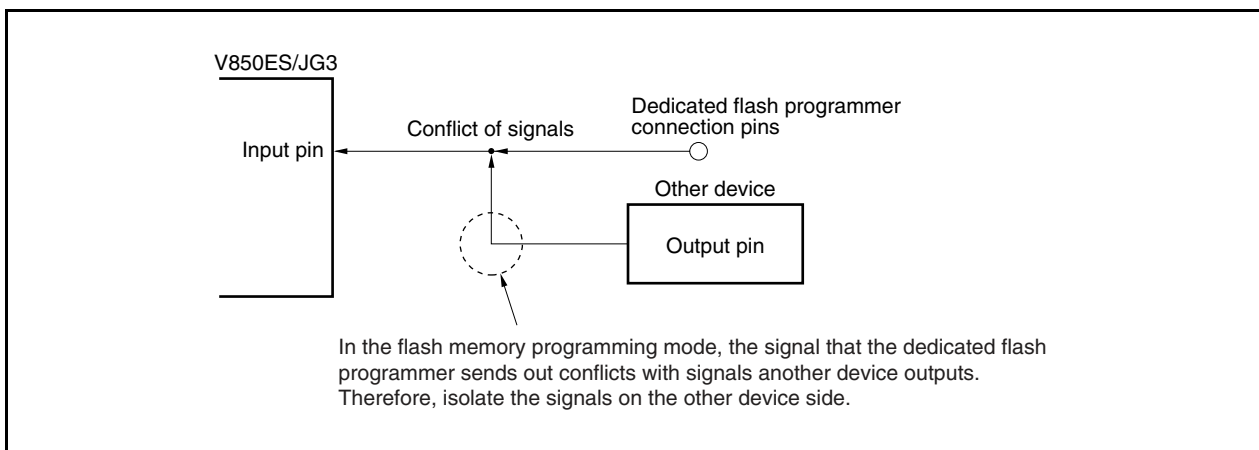 V850ES/JG3
Dedicated flash programmer
connection pins
Conflict of signals
Input pin
Other device
Output pin
In the flash memory programming mode, the signal that the dedicated flash
programmer sends out conflicts with signals another device outputs.
Therefore, isolate the signals on the other device side.